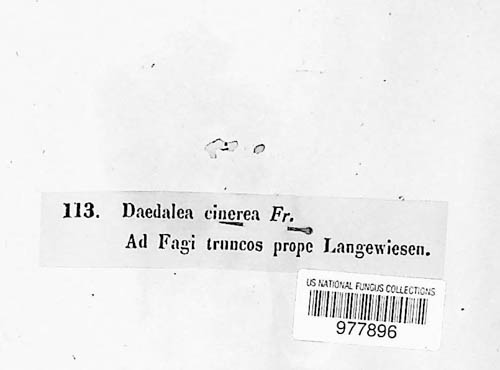 113. Daedalea cinerea Fr.
Ad Fagi truncos prope Langewiesen.
US NATIONAL FUNGUS COLLECTIONS
977896